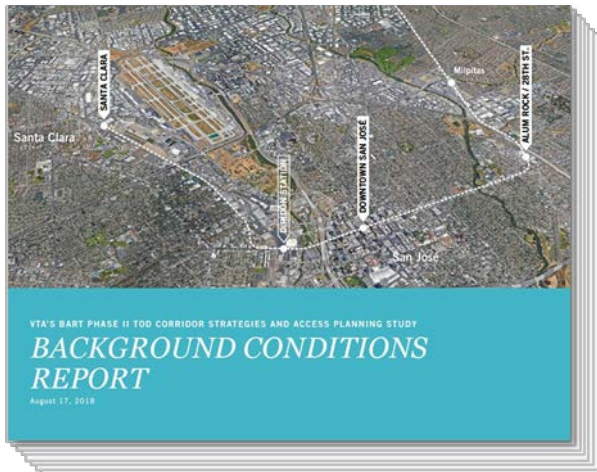 SANTA CLARA
Santa Clara
DIRIDON STATION
DOWNTOWN SAN JOSÉ
Milpitas
ALUM ROCK / 28TH ST.
San José
VTA'S BART PHASE II TOD CORRIDOR STRATEGIES AND ACCESS PLANNING STUDY
BACKGROUND CONDITIONS
REPORT
August 17, 2018